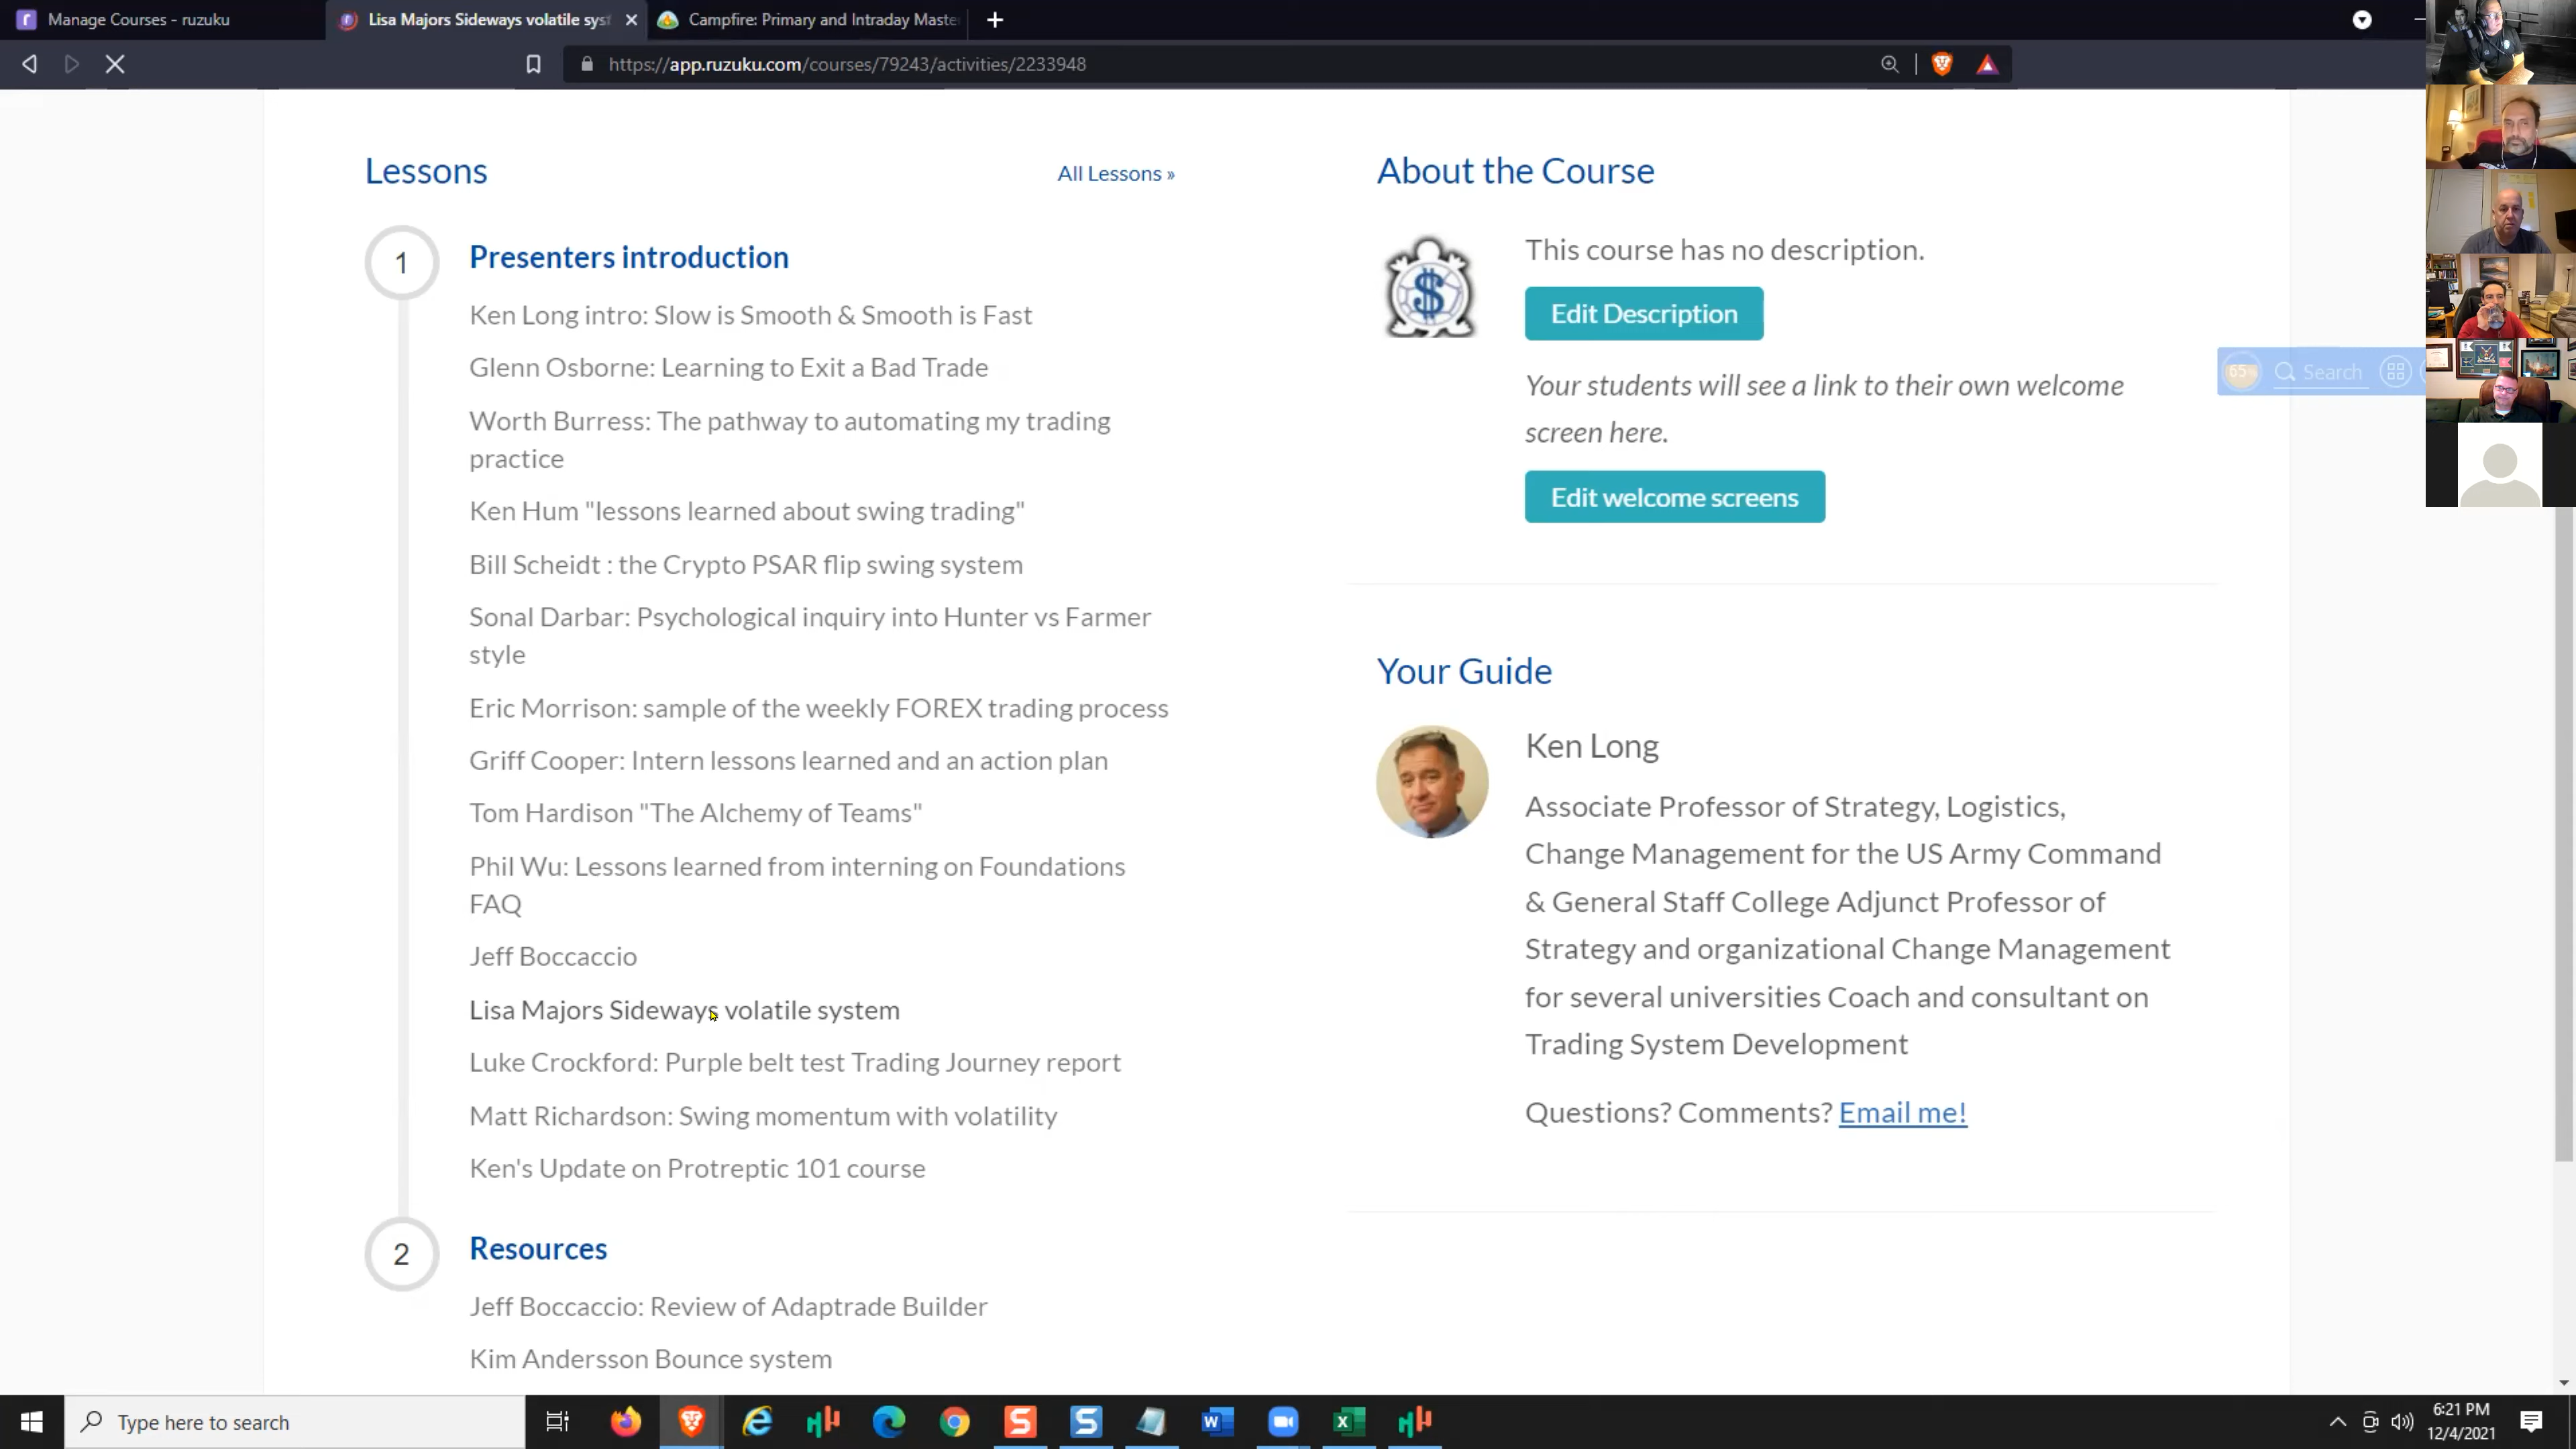 Manage Courses - ruzuku
Lisa Majors Sideways volatile syst
Campfire: Primary and Intraday Maste
https://app.ruzuku.com/courses/79243/activities/2233948
Lessons
All Lessons »
1
Presenters introduction
Ken Long intro: Slow is Smooth & Smooth is Fast
Glenn Osborne: Learning to Exit a Bad Trade
Worth Burress: The pathway to automating my trading
practice
Ken Hum "lessons learned about swing trading"
Bill Scheidt : the Crypto PSAR flip swing system
Sonal Darbar: Psychological inquiry into Hunter vs Farmer
style
Eric Morrison: sample of the weekly FOREX trading process
Griff Cooper: Intern lessons learned and an action plan
Tom Hardison "The Alchemy of Teams"
Phil Wu: Lessons learned from interning on Foundations
FAQ
Jeff Boccaccio
Lisa Majors Sideways volatile system
Luke Crockford: Purple belt test Trading Journey report
Matt Richardson: Swing momentum with volatility
Ken's Update on Protreptic 101 course
2
Resources
Jeff Boccaccio: Review of Adaptrade Builder
Kim Andersson Bounce system
About the Course
$
This course has no description.
Edit Description
Your students will see a link to their own welcome
screen here.
Edit welcome screens
Your Guide
Ken Long
Associate Professor of Strategy, Logistics,
Change Management for the US Army Command
& General Staff College Adjunct Professor of
Strategy and organizational Change Management
for several universities Coach and consultant on
Trading System Development
Questions? Comments? Email me!
65%
Search
Type here to search
6:21 PM
12/4/2021